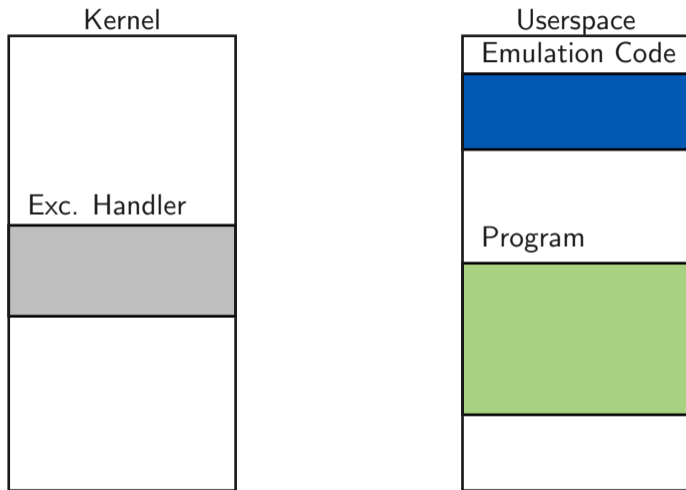 Kernel
Userspace
Emulation Code
Exc. Handler
Program